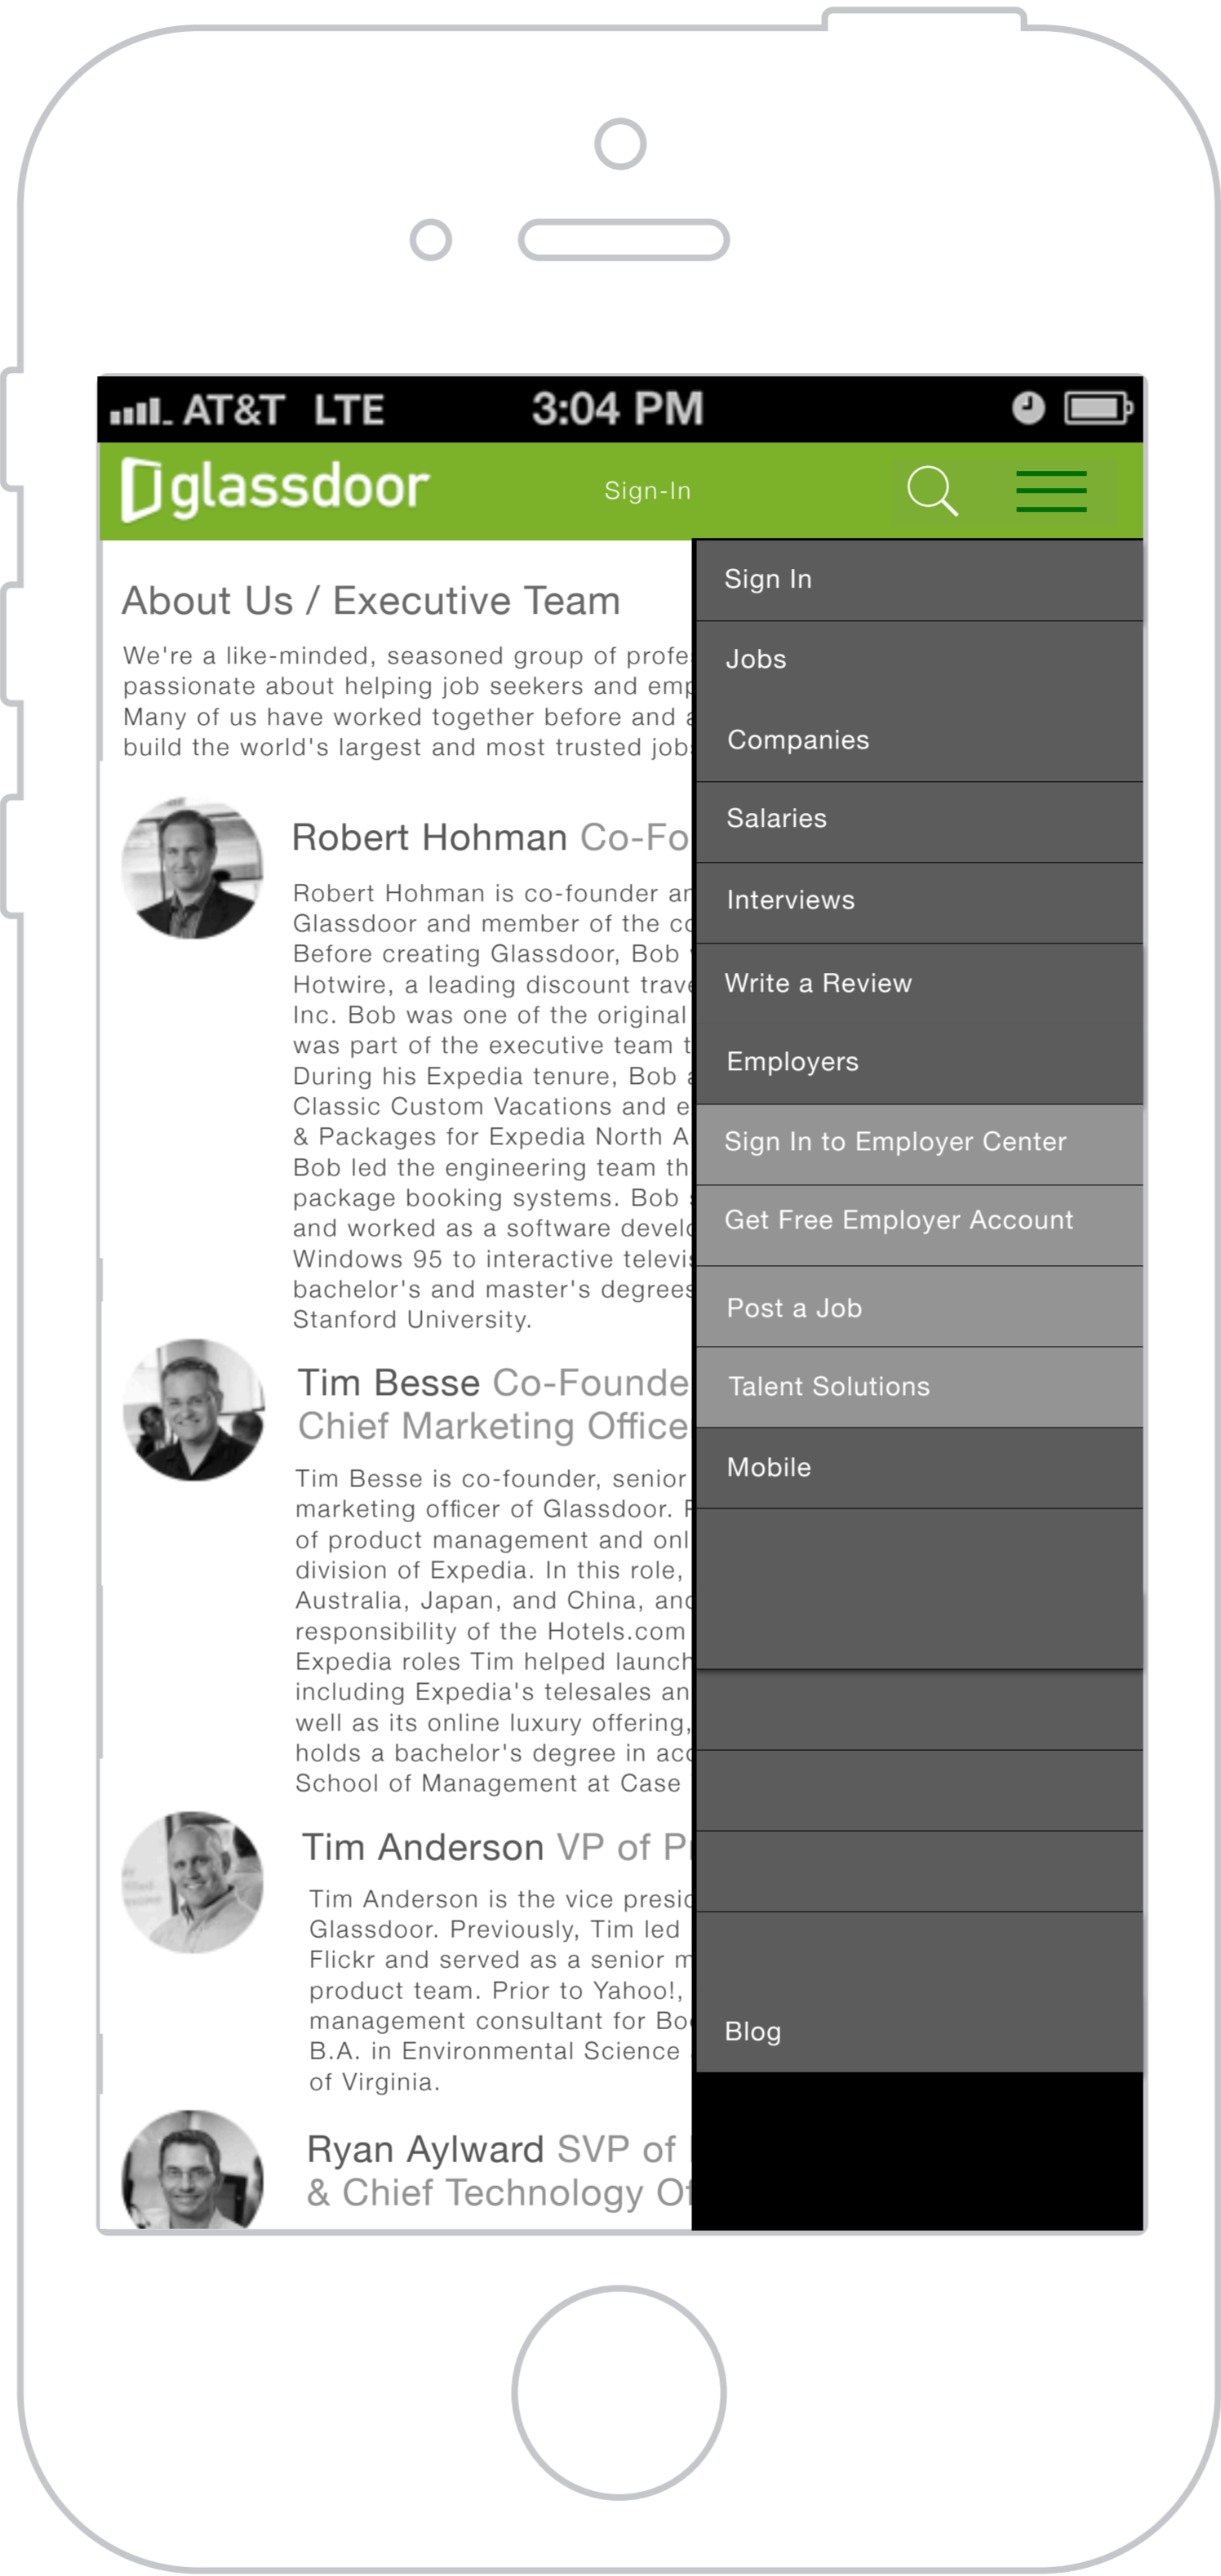 AT&T LTE 3:04 PM
glassdoor Sign-In
About Us / Executive Team
We're a like-minded, seasoned group of profe
passionate about helping job seekers and emp
Many of us have worked together before and a
build the world's largest and most trusted jobs
Robert Hohman Co-Fo
Robert Hohman is co-founder an
Glassdoor and member of the co
Before creating Glassdoor, Bob
Hotwire, a leading discount trave
Inc. Bob was one of the original
was part of the executive team t
During his Expedia tenure, Bob a
Classic Custom Vacations and e
& Packages for Expedia North A
Bob led the engineering team th
package booking systems. Bob s
and worked as a software develo
Windows 95 to interactive televis
bachelor's and master's degrees
Stanford University.
Tim Besse Co-Founde
Chief Marketing Office
Tim Besse is co-founder, senior
marketing officer of Glassdoor. P
of product management and onl
division of Expedia. In this role,
Australia, Japan, and China, and
responsibility of the Hotels.com
Expedia roles Tim helped launch
including Expedia's telesales an
well as its online luxury offering,
holds a bachelor's degree in acc
School of Management at Case
Tim Anderson VP of Pr
Tim Anderson is the vice presid
Glassdoor. Previously, Tim led
Flickr and served as a senior m
product team. Prior to Yahoo!,
management consultant for Boo
B.A. in Environmental Science
of Virginia.
Ryan Aylward SVP of
& Chief Technology Of
Sign In
Jobs
Companies
Salaries
Interviews
Write a Review
Employers
Sign In to Employer Center
Get Free Employer Account
Post a Job
Talent Solutions
Mobile
Blog